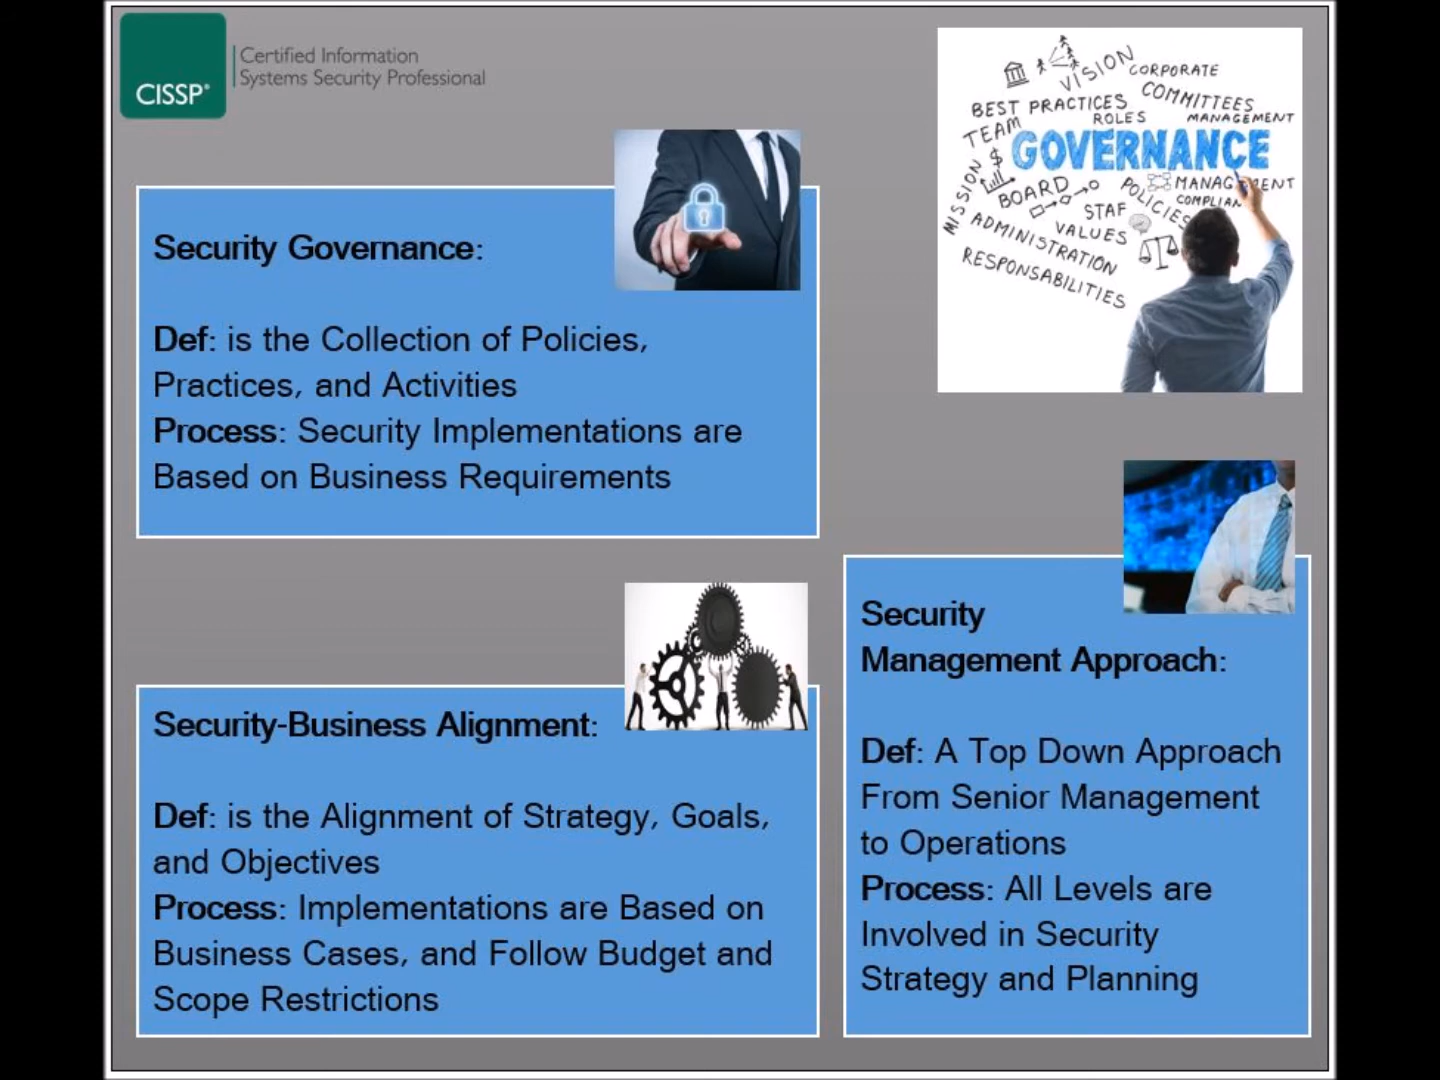 CISSP®
Certified Information
Systems Security Professional
VISION
CORPORATE
COMMITTEES
BEST PRACTICES
ROLES
MANAGEMENT
TEAM
GOVERNANCE
MISSION
BOARD
POLICIES
MANAGEMENT
COMPLIAN
STAF
VALUES
ADMINISTRATION
RESPONSABILITIES
Security Governance:
Def: is the Collection of Policies,
Practices, and Activities
Process: Security Implementations are
Based on Business Requirements
Security-Business Alignment:
Def: is the Alignment of Strategy, Goals,
and Objectives
Process: Implementations are Based on
Business Cases, and Follow Budget and
Scope Restrictions
Security
Management Approach:
Def: A Top Down Approach
From Senior Management
to Operations
Process: All Levels are
Involved in Security
Strategy and Planning